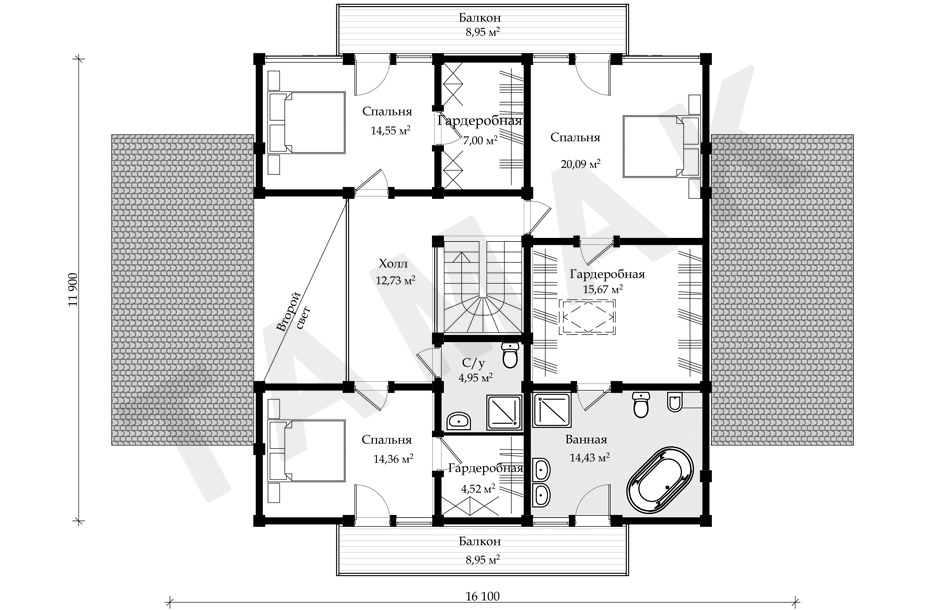 Балкон
8,95 м²
Спальня
14,55 м²
Гардеробная
7,00 м²
Спальня
20,09 м²
Холл
12,73 м²
Гардеробная
15,67 м²
Второй
свет
11 900
С/у
4,95 м²
Спальня
14,36 м²
Гардеробная
4,52 м²
Ванная
14,43 м²
Балкон
8,95 м²
16 100
ТАМАК